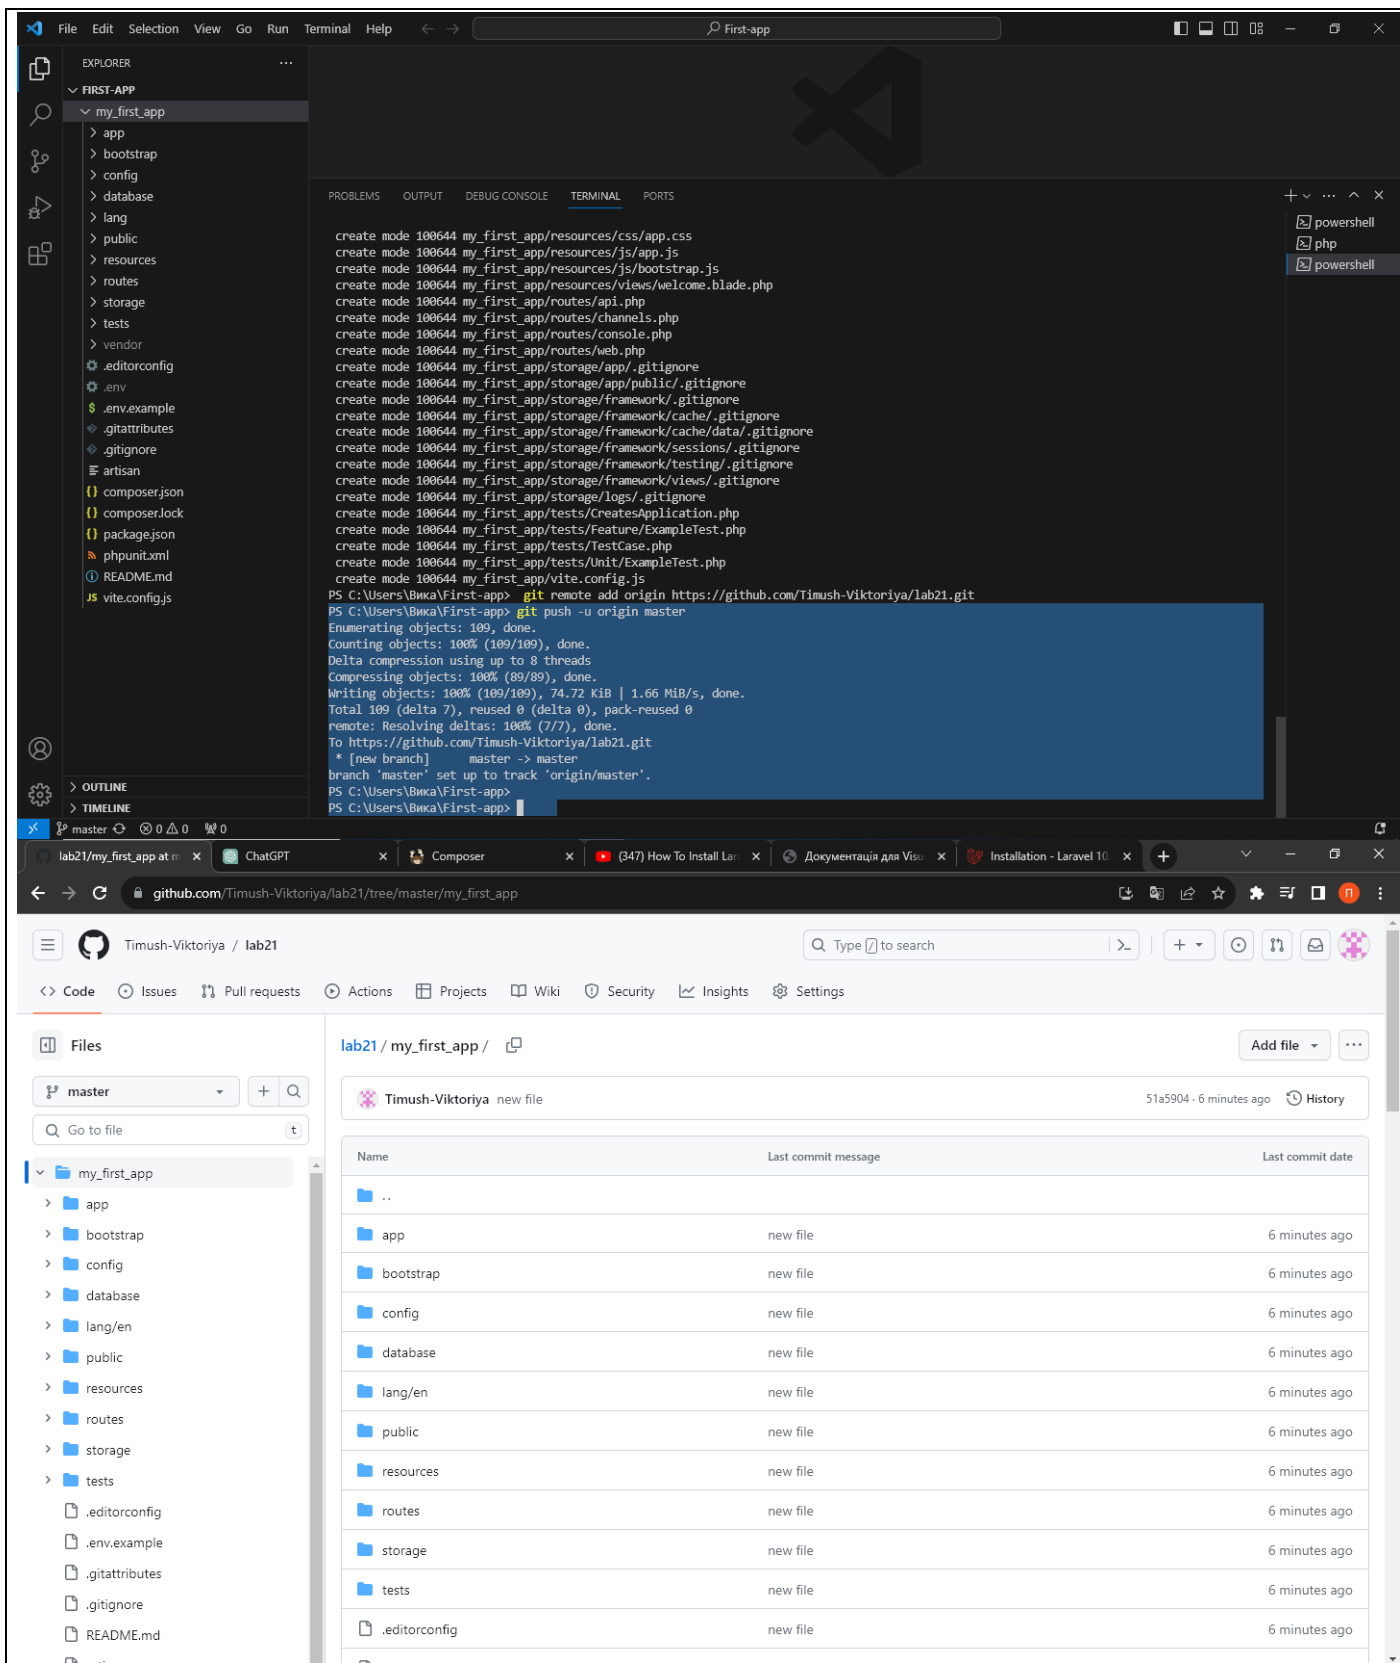 File Edit Selection View Go Run Terminal Help
First-app
EXPLORER
FIRST-APP
my_first_app
app
bootstrap
config
database
lang
public
resources
routes
storage
tests
vendor
.editorconfig
.env
.env.example
.gitattributes
.gitignore
artisan
composer.json
composer.lock
package.json
phpunit.xml
README.md
vite.config.js
OUTLINE
TIMELINE
PROBLEMS OUTPUT DEBUG CONSOLE TERMINAL PORTS
create mode 100644 my_first_app/resources/css/app.css
create mode 100644 my_first_app/resources/js/app.js
create mode 100644 my_first_app/resources/js/bootstrap.js
create mode 100644 my_first_app/resources/views/welcome.blade.php
create mode 100644 my_first_app/routes/api.php
create mode 100644 my_first_app/routes/channels.php
create mode 100644 my_first_app/routes/console.php
create mode 100644 my_first_app/routes/web.php
create mode 100644 my_first_app/storage/app/.gitignore
create mode 100644 my_first_app/storage/app/public/.gitignore
create mode 100644 my_first_app/storage/framework/.gitignore
create mode 100644 my_first_app/storage/framework/cache/.gitignore
create mode 100644 my_first_app/storage/framework/cache/data/.gitignore
create mode 100644 my_first_app/storage/framework/sessions/.gitignore
create mode 100644 my_first_app/storage/framework/testing/.gitignore
create mode 100644 my_first_app/storage/framework/views/.gitignore
create mode 100644 my_first_app/storage/logs/.gitignore
create mode 100644 my_first_app/tests/CreatesApplication.php
create mode 100644 my_first_app/tests/Feature/ExampleTest.php
create mode 100644 my_first_app/tests/TestCase.php
create mode 100644 my_first_app/tests/Unit/ExampleTest.php
create mode 100644 my_first_app/vite.config.js
PS C:\Users\Вика\First-app> git remote add origin https://github.com/Timush-Viktoriya/lab21.git
PS C:\Users\Вика\First-app> git push -u origin master
Enumerating objects: 109, done.
Counting objects: 100% (109/109), done.
Delta compression using up to 8 threads
Compressing objects: 100% (89/89), done.
Writing objects: 100% (109/109), 74.72 KiB | 1.66 MiB/s, done.
Total 109 (delta 7), reused 0 (delta 0), pack-reused 0
remote: Resolving deltas: 100% (7/7), done.
To https://github.com/Timush-Viktoriya/lab21.git
* [new branch] master -> master
branch 'master' set up to track 'origin/master'.
PS C:\Users\Вика\First-app>
PS C:\Users\Вика\First-app>
powershell
php
powershell
master 0 0 0
lab21/my_first_app at m ChatGPT Composer (347) How To Install Lar Документація для Visu Installation - Laravel 10.
github.com/Timush-Viktoriya/lab21/tree/master/my_first_app
П
Timush-Viktoriya / lab21
Type / to search
Code Issues Pull requests Actions Projects Wiki Security Insights Settings
Files
master
Go to file t
my_first_app
app
bootstrap
config
database
lang/en
public
resources
routes
storage
tests
.editorconfig
.env.example
.gitattributes
.gitignore
README.md
lab21 / my_first_app /
Add file
Timush-Viktoriya new file
51a5904 · 6 minutes ago History
Name Last commit message Last commit date
..
app new file 6 minutes ago
bootstrap new file 6 minutes ago
config new file 6 minutes ago
database new file 6 minutes ago
lang/en new file 6 minutes ago
public new file 6 minutes ago
resources new file 6 minutes ago
routes new file 6 minutes ago
storage new file 6 minutes ago
tests new file 6 minutes ago
.editorconfig new file 6 minutes ago